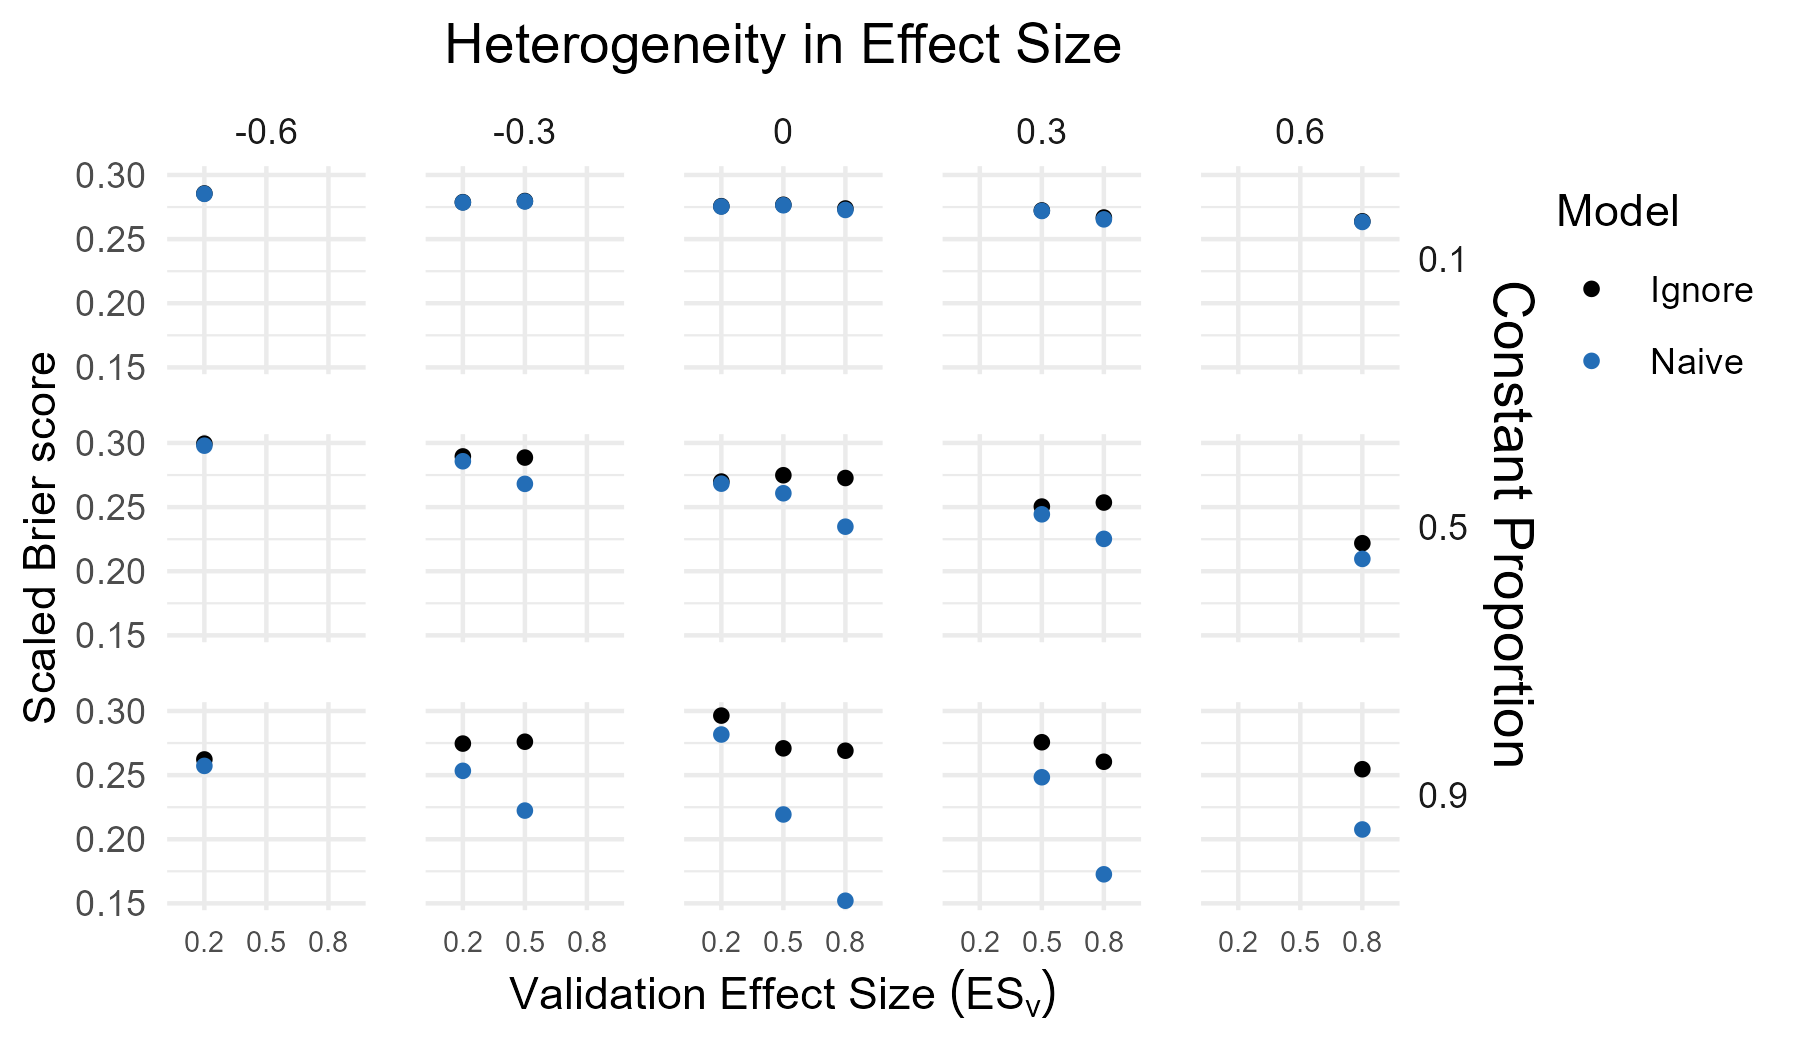 Heterogeneity in Effect Size
-0.6 -0.3 0 0.3 0.6
0.30
0.25
0.20
0.15
0.1
0.30
0.25
0.20
0.15
0.5
0.30
0.25
0.20
0.15
0.9
Scaled Brier score
Constant Proportion
0.2 0.5 0.8 0.2 0.5 0.8 0.2 0.5 0.8 0.2 0.5 0.8 0.2 0.5 0.8
Validation Effect Size (ESv)
Model
Ignore
Naive